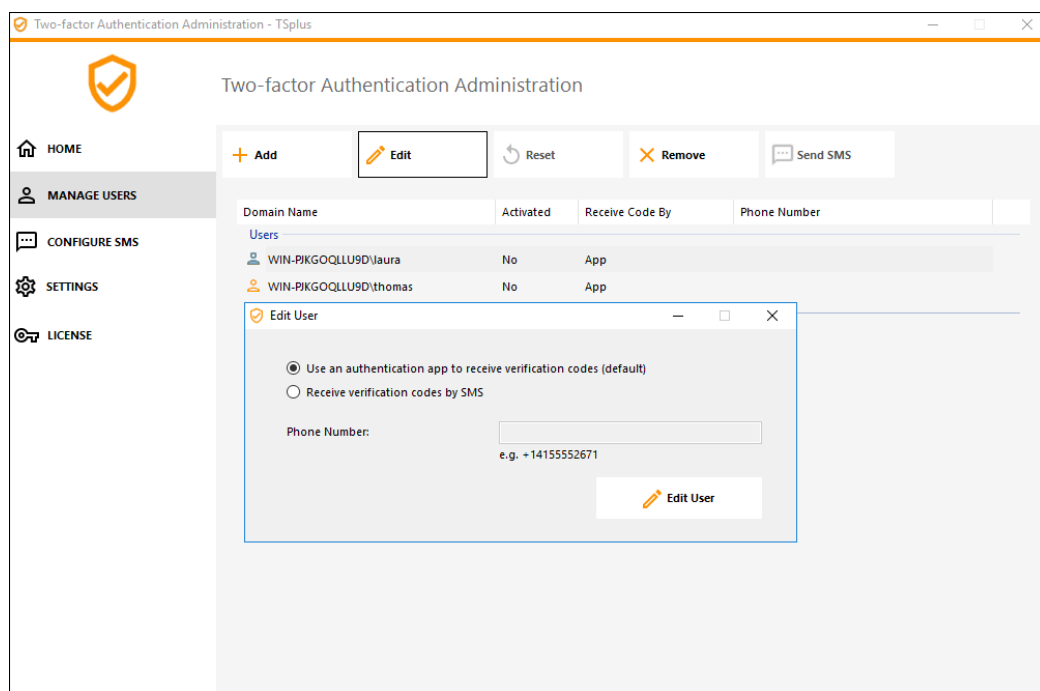 Two-factor Authentication Administration - TSplus
Two-factor Authentication Administration
HOME
MANAGE USERS
CONFIGURE SMS
SETTINGS
LICENSE
Add Edit Reset Remove Send SMS
Domain Name Activated Receive Code By Phone Number
Users
WIN-PJKGOQLLU9D\laura No App
WIN-PJKGOQLLU9D\thomas No App
Edit User
Use an authentication app to receive verification codes (default)
Receive verification codes by SMS
Phone Number:
e.g. +14155552671
Edit User